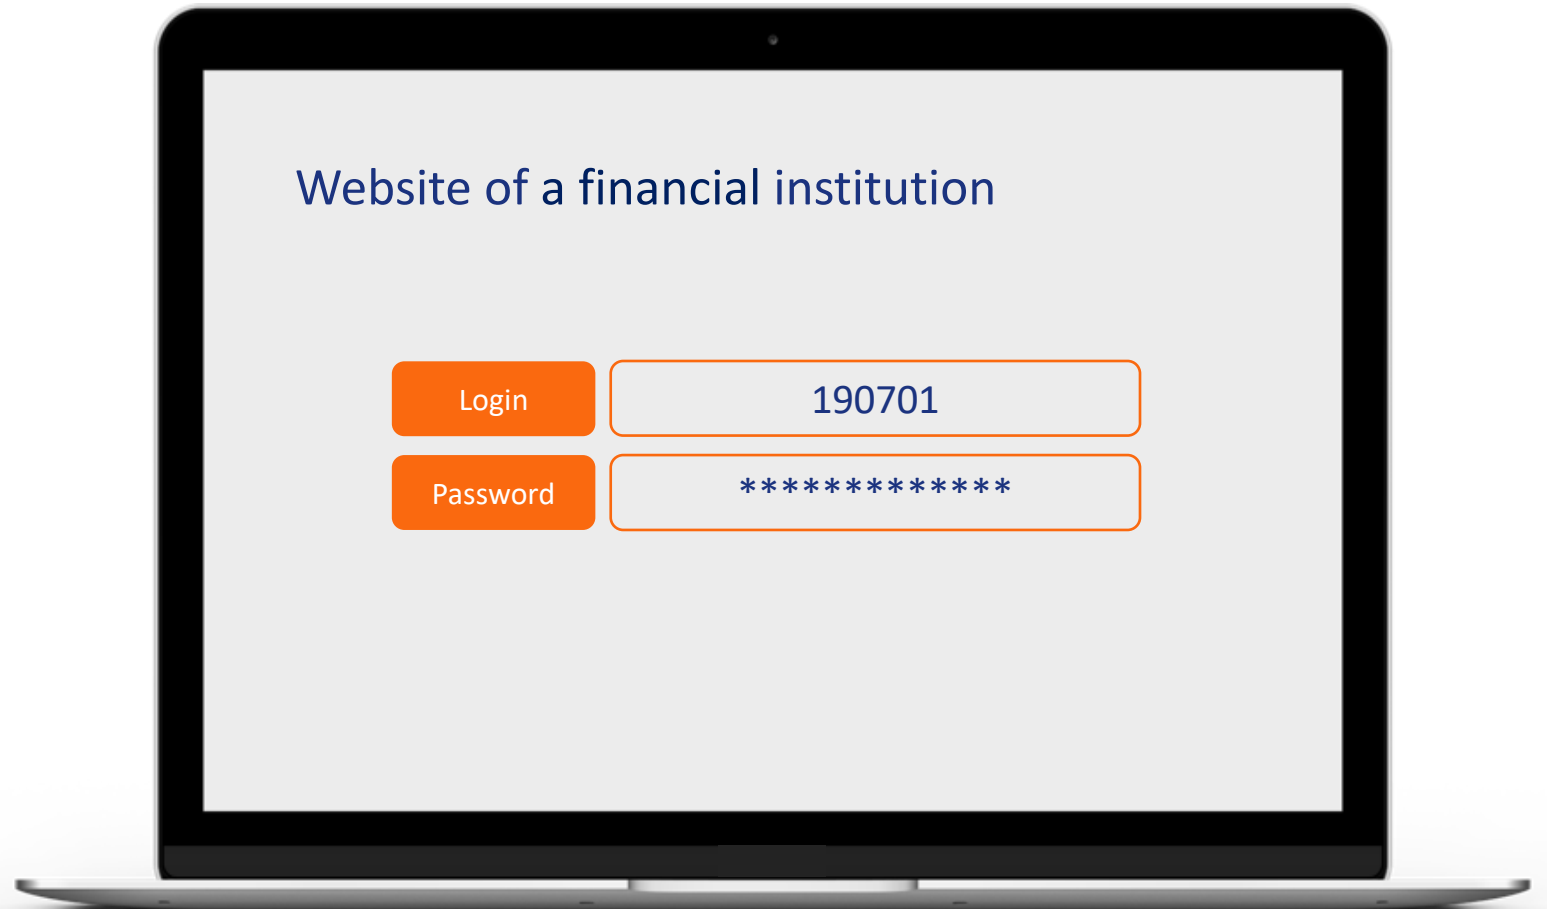 Website of a financial institution
Login 190701
Password *************